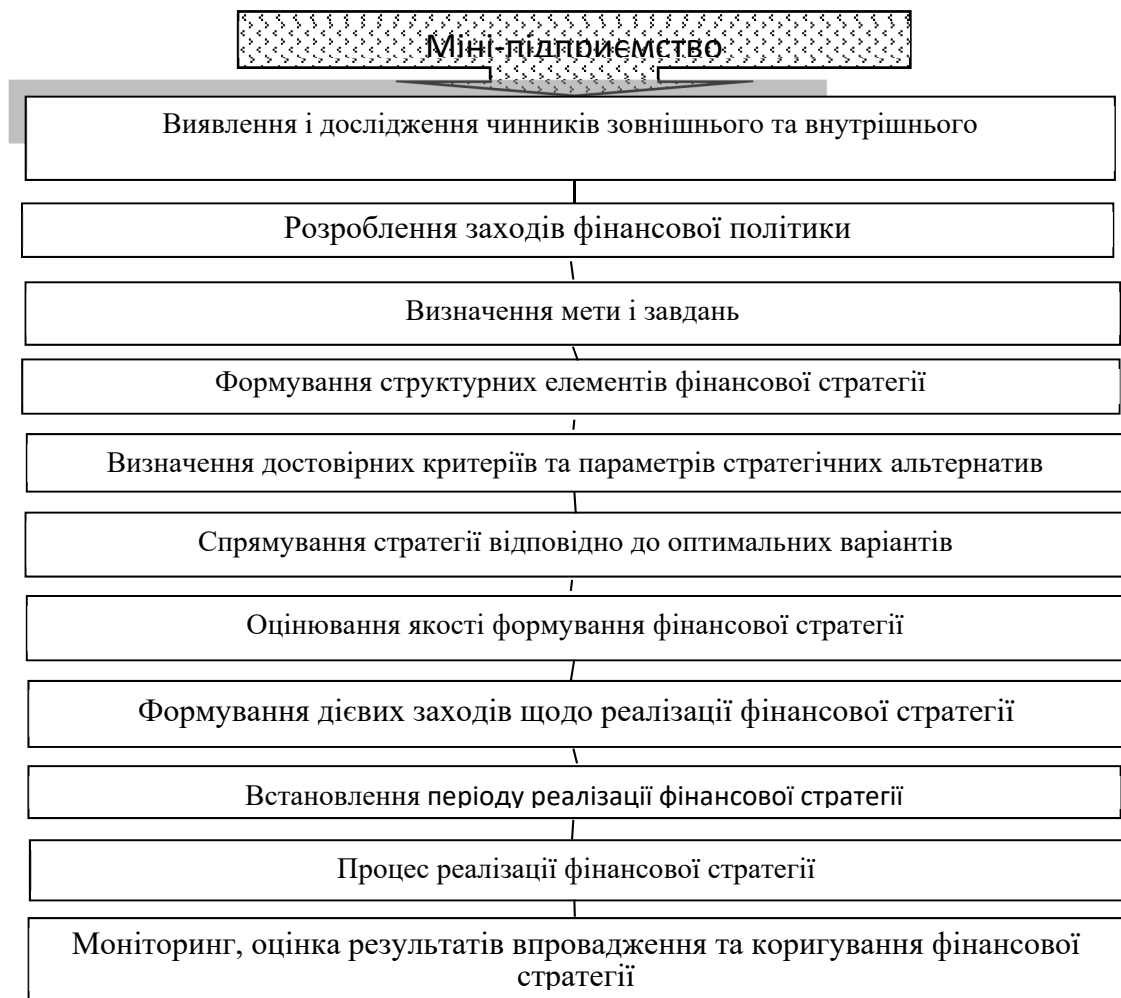 Міні-підприємство
Виявлення і дослідження чинників зовнішнього та внутрішнього
Розроблення заходів фінансової політики
Визначення мети і завдань
Формування структурних елементів фінансової стратегії
Визначення достовірних критеріїв та параметрів стратегічних альтернатив
Спрямування стратегії відповідно до оптимальних варіантів
Оцінювання якості формування фінансової стратегії
Формування дієвих заходів щодо реалізації фінансової стратегії
Встановлення періоду реалізації фінансової стратегії
Процес реалізації фінансової стратегії
Моніторинг, оцінка результатів впровадження та коригування фінансової
стратегії